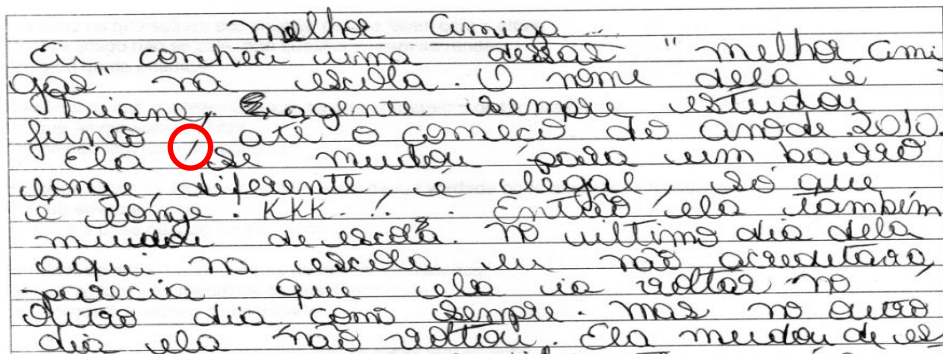 melhor Amiga
Eu conheci uma dessas "melhor Ami
gas" na escola. O nome dela é
Diane, agente sempre estudou
junto, até o começo do ano de 2010.
Ela se mudou para um bairro
longe, diferente, é legal, só que
é longe. KKK... Então ela também
mudou de escola. No ultimo dia dela
aqui na escola eu não acreditava,
parecia que ela ia voltar no
outro dia como sempre. Mas no outro
dia ela não voltou. Ela mudou de es